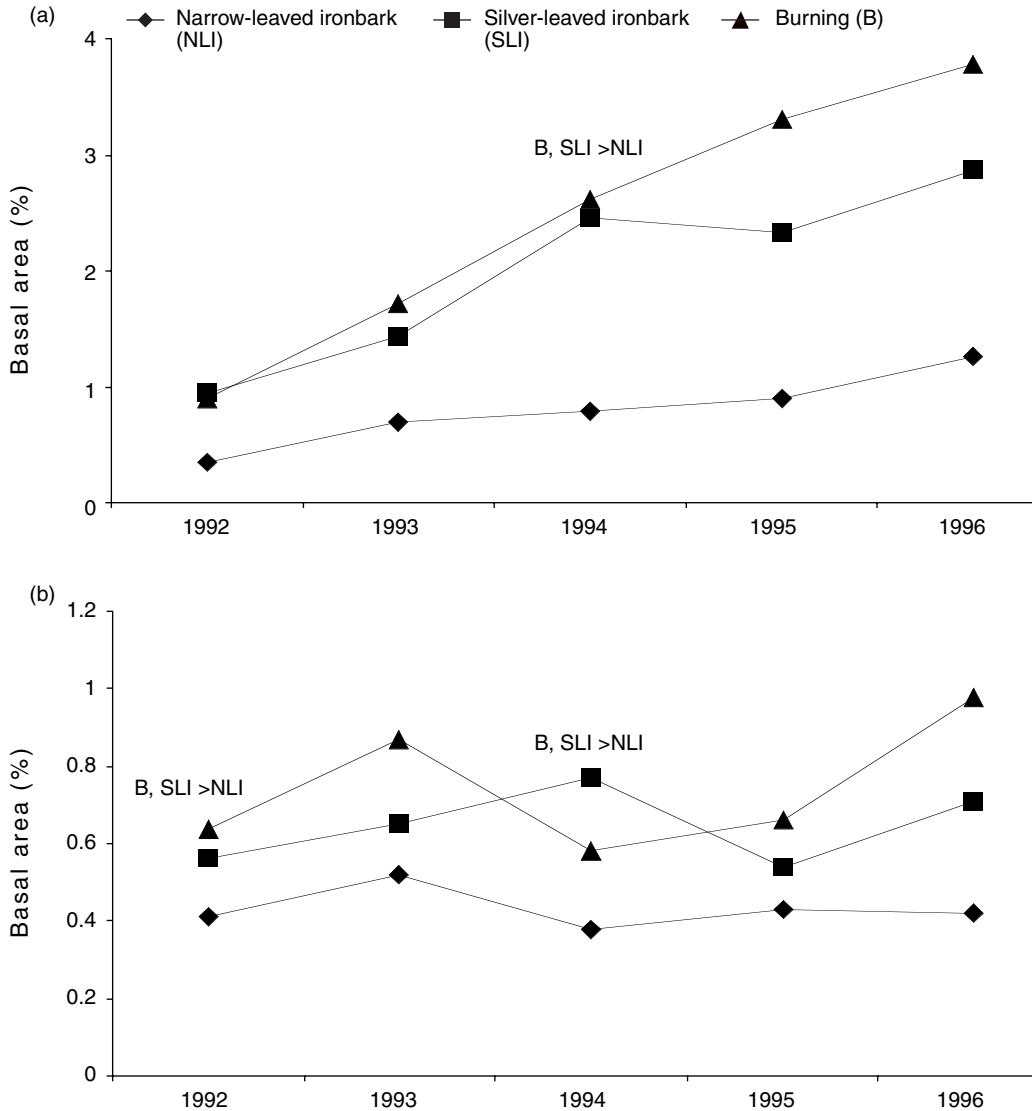 (a)
Narrow-leaved ironbark (NLI)
Silver-leaved ironbark (SLI)
Burning (B)
4
3
2
1
0
Basal area (%)
B, SLI >NLI
1992 1993 1994 1995 1996
(b)
1.2
1
0.8
0.6
0.4
0.2
0
Basal area (%)
B, SLI >NLI
B, SLI >NLI
1992 1993 1994 1995 1996